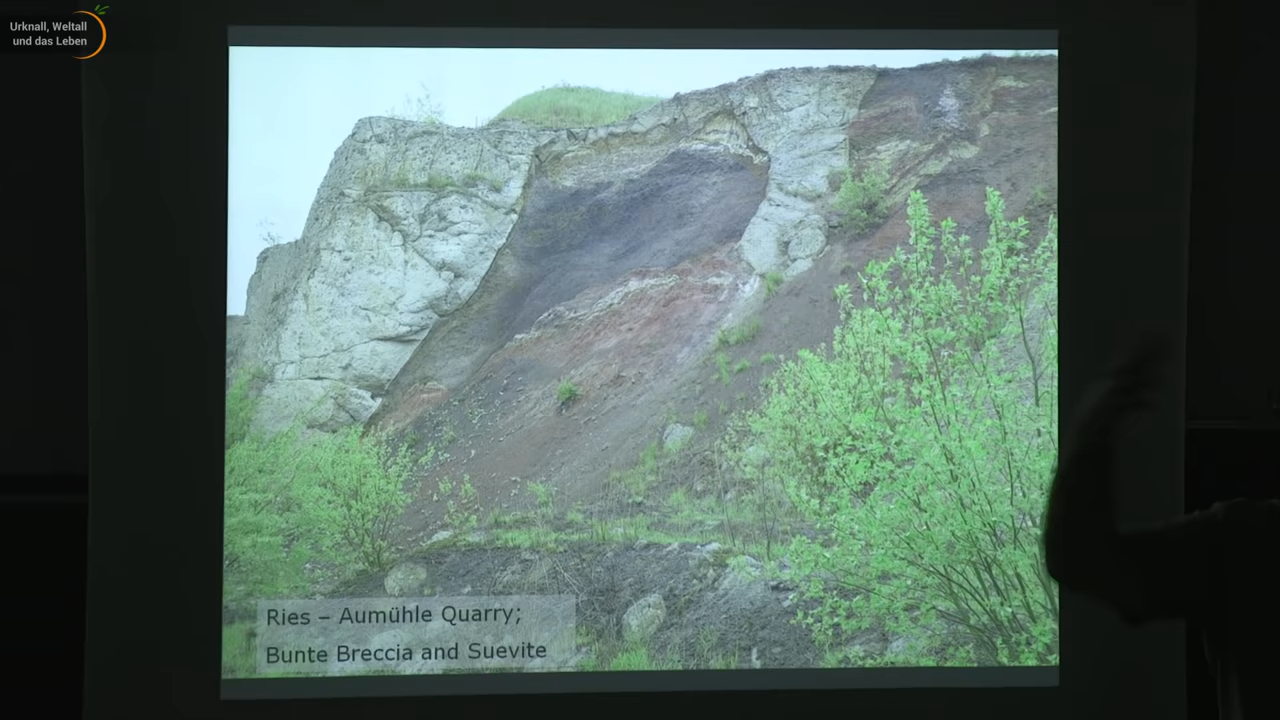 Urknall, Weltall
und das Leben
Ries – Aumühle Quarry;
Bunte Breccia and Suevite